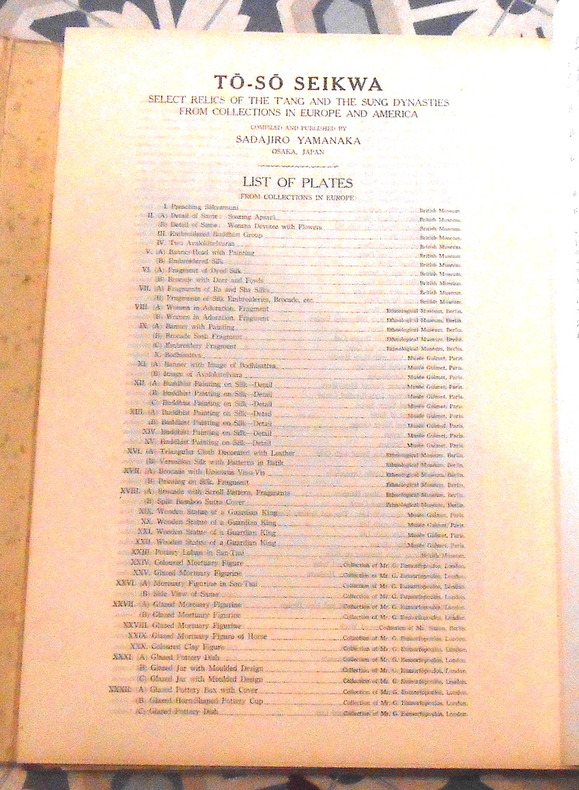 TŌ-SŌ SEIKWA
SELECT RELICS OF THE T'ANG AND THE SUNG DYNASTIES
FROM COLLECTIONS IN EUROPE AND AMERICA
COMPILED AND PUBLISHED BY
SADAJIRO YAMANAKA
OSAKA, JAPAN
LIST OF PLATES
(FROM COLLECTIONS IN EUROPE)
I. Preaching Sâkyamuni British Museum.
II. (A) Detail of Same: Soaring Apsara British Museum.
(B) Detail of Same: Woman Devotee with Flowers British Museum.
III. Embroidered Buddhist Group British Museum.
IV. Two Avalokitesvaras British Museum.
V. (A) Banner-Head with Painting British Museum.
(B) Embroidered Silk British Museum.
VI. (A) Fragment of Dyed Silk British Museum.
(B) Brocade with Deer and Fowls British Museum.
VII. (A) Fragments of Ra and Sha Silks British Museum.
(B) Fragments of Silk Embroideries, Brocade, etc. British Museum.
VIII. (A) Women in Adoration. Fragment Ethnological Museum, Berlin.
(B) Women in Adoration. Fragment Ethnological Museum, Berlin.
IX. (A) Banner with Painting Ethnological Museum, Berlin.
(B) Brocade Sash Fragment Ethnological Museum, Berlin.
(C) Embroidery Fragment Ethnological Museum, Berlin.
X. Bodhisattva Musée Guimet, Paris.
XI. (A) Banner with Image of Bodhisattva Musée Guimet, Paris.
(B) Image of Avalokitesvara Musée Guimet, Paris.
XII. (A) Buddhist Painting on Silk—Detail Musée Guimet, Paris.
(B) Buddhist Painting on Silk—Detail Musée Guimet, Paris.
(C) Buddhist Painting on Silk—Detail Musée Guimet, Paris.
XIII. (A) Buddhist Painting on Silk—Detail Musée Guimet, Paris.
(B) Buddhist Painting on Silk—Detail Musée Guimet, Paris.
XIV. Buddhist Painting on Silk—Detail Musée Guimet, Paris.
XV. Buddhist Painting on Silk—Detail Musée Guimet, Paris.
XVI. (A) Triangular Cloth Decorated with Leather Ethnological Museum, Berlin.
(B) Vermilion Silk with Patterns in Batik Ethnological Museum, Berlin.
XVII. (A) Brocade with Unicorns Vis-a-Vis Ethnological Museum, Berlin.
(B) Painting on Silk, Fragment Ethnological Museum, Berlin.
XVIII. (A) Brocade with Scroll Pattern, Fragments Ethnological Museum, Berlin.
(B) Split Bamboo Sutra Cover Ethnological Museum, Berlin.
XIX. Wooden Statue of a Guardian King Musée Guimet, Paris.
XX. Wooden Statue of a Guardian King Musée Guimet, Paris.
XXI. Wooden Statue of a Guardian King Musée Guimet, Paris.
XXII. Wooden Statue of a Guardian King Musée Guimet, Paris.
XXIII. Pottery Lohan in San-Tsai British Museum.
XXIV. Coloured Mortuary Figure Collection of Mr. G. Eumorfopoulos, London.
XXV. Glazed Mortuary Figurine Collection of Mr. G. Eumorfopoulos, London.
XXVI. (A) Mortuary Figurine in San-Tsai Collection of Mr. G. Eumorfopoulos, London.
(B) Side View of Same Collection of Mr. G. Eumorfopoulos, London.
XXVII. (A) Glazed Mortuary Figurine Collection of Mr. G. Eumorfopoulos, London.
(B) Glazed Mortuary Figurine Collection of Mr. G. Eumorfopoulos, London.
XXVIII. Glazed Mortuary Figurine Collection of Mr. Berlin.
XXIX. Glazed Mortuary Figure of Horse Collection of Mr. G. Eumorfopoulos, London.
XXX. Coloured Clay Figure Collection of Mr. G. Eumorfopoulos, London.
XXXI. (A) Glazed Pottery Dish Collection of Mr. G. Eumorfopoulos, London.
(B) Glazed Jar with Moulded Design Collection of Mr. G. Eumorfopoulos, London.
(C) Glazed Jar with Moulded Design Collection of Mr. G. Eumorfopoulos, London.
XXXII. (A) Glazed Pottery Box with Cover Collection of Mr. G. Eumorfopoulos, London.
(B) Glazed Horn-Shaped Pottery Cup Collection of Mr. G. Eumorfopoulos, London.
(C) Glazed Pottery Dish Collection of Mr. G. Eumorfopoulos, London.